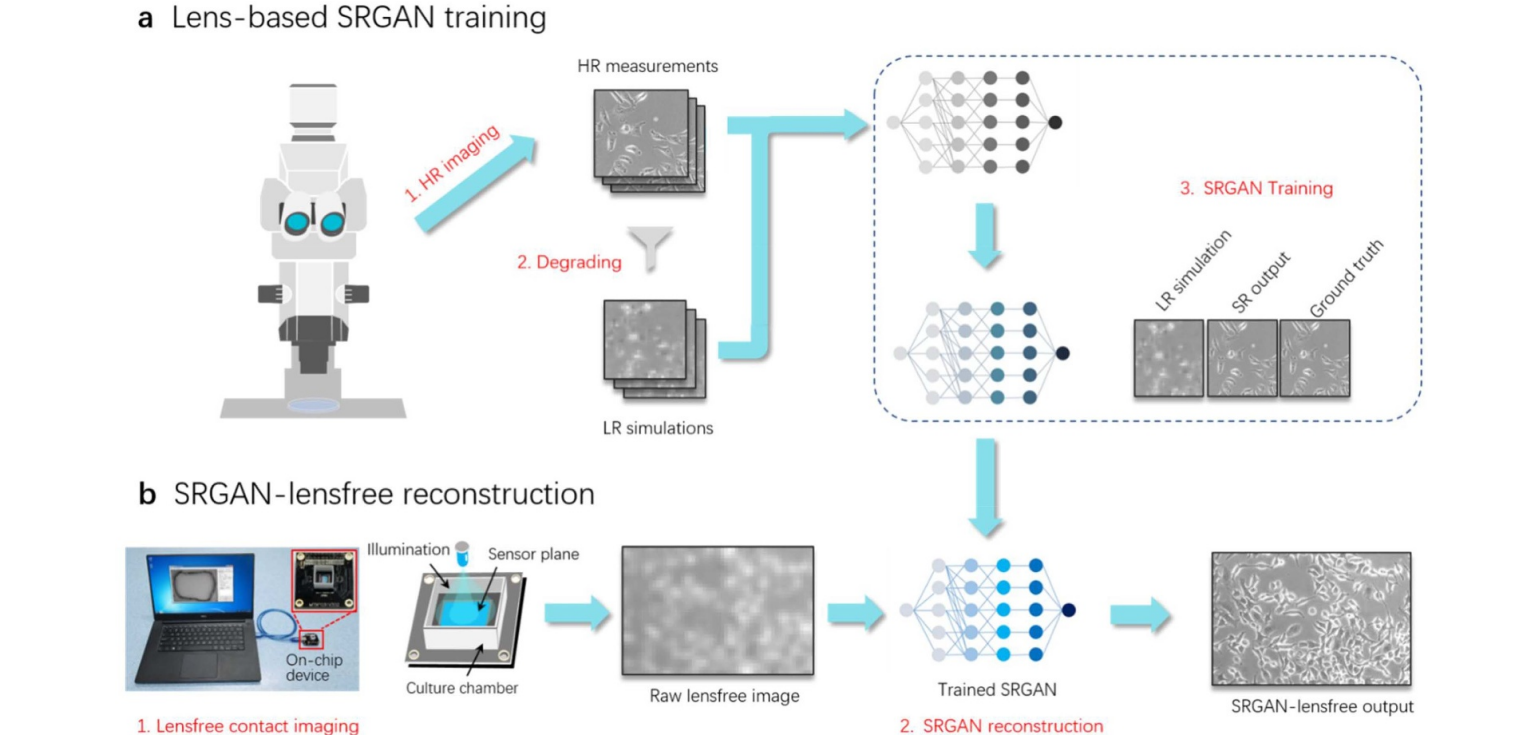 a Lens-based SRGAN training
HR measurements
1. HR imaging
2. Degrading
LR simulations
3. SRGAN Training
LR simulation
SR output
Ground truth
b SRGAN-lensfree reconstruction
Illumination
Sensor plane
On-chip
device
Culture chamber
Raw lensfree image
Trained SRGAN
SRGAN-lensfree output
1. Lensfree contact imaging
2. SRGAN reconstruction